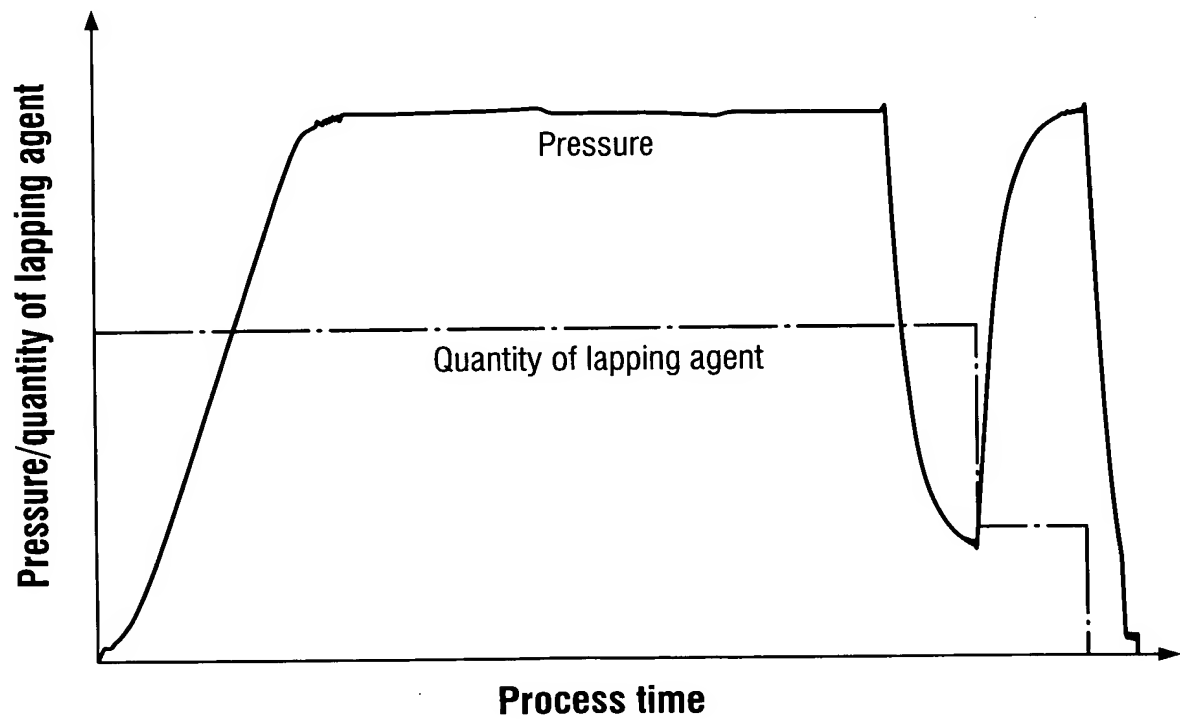 Pressure/quantity of lapping agent
Pressure
Quantity of lapping agent
Process time